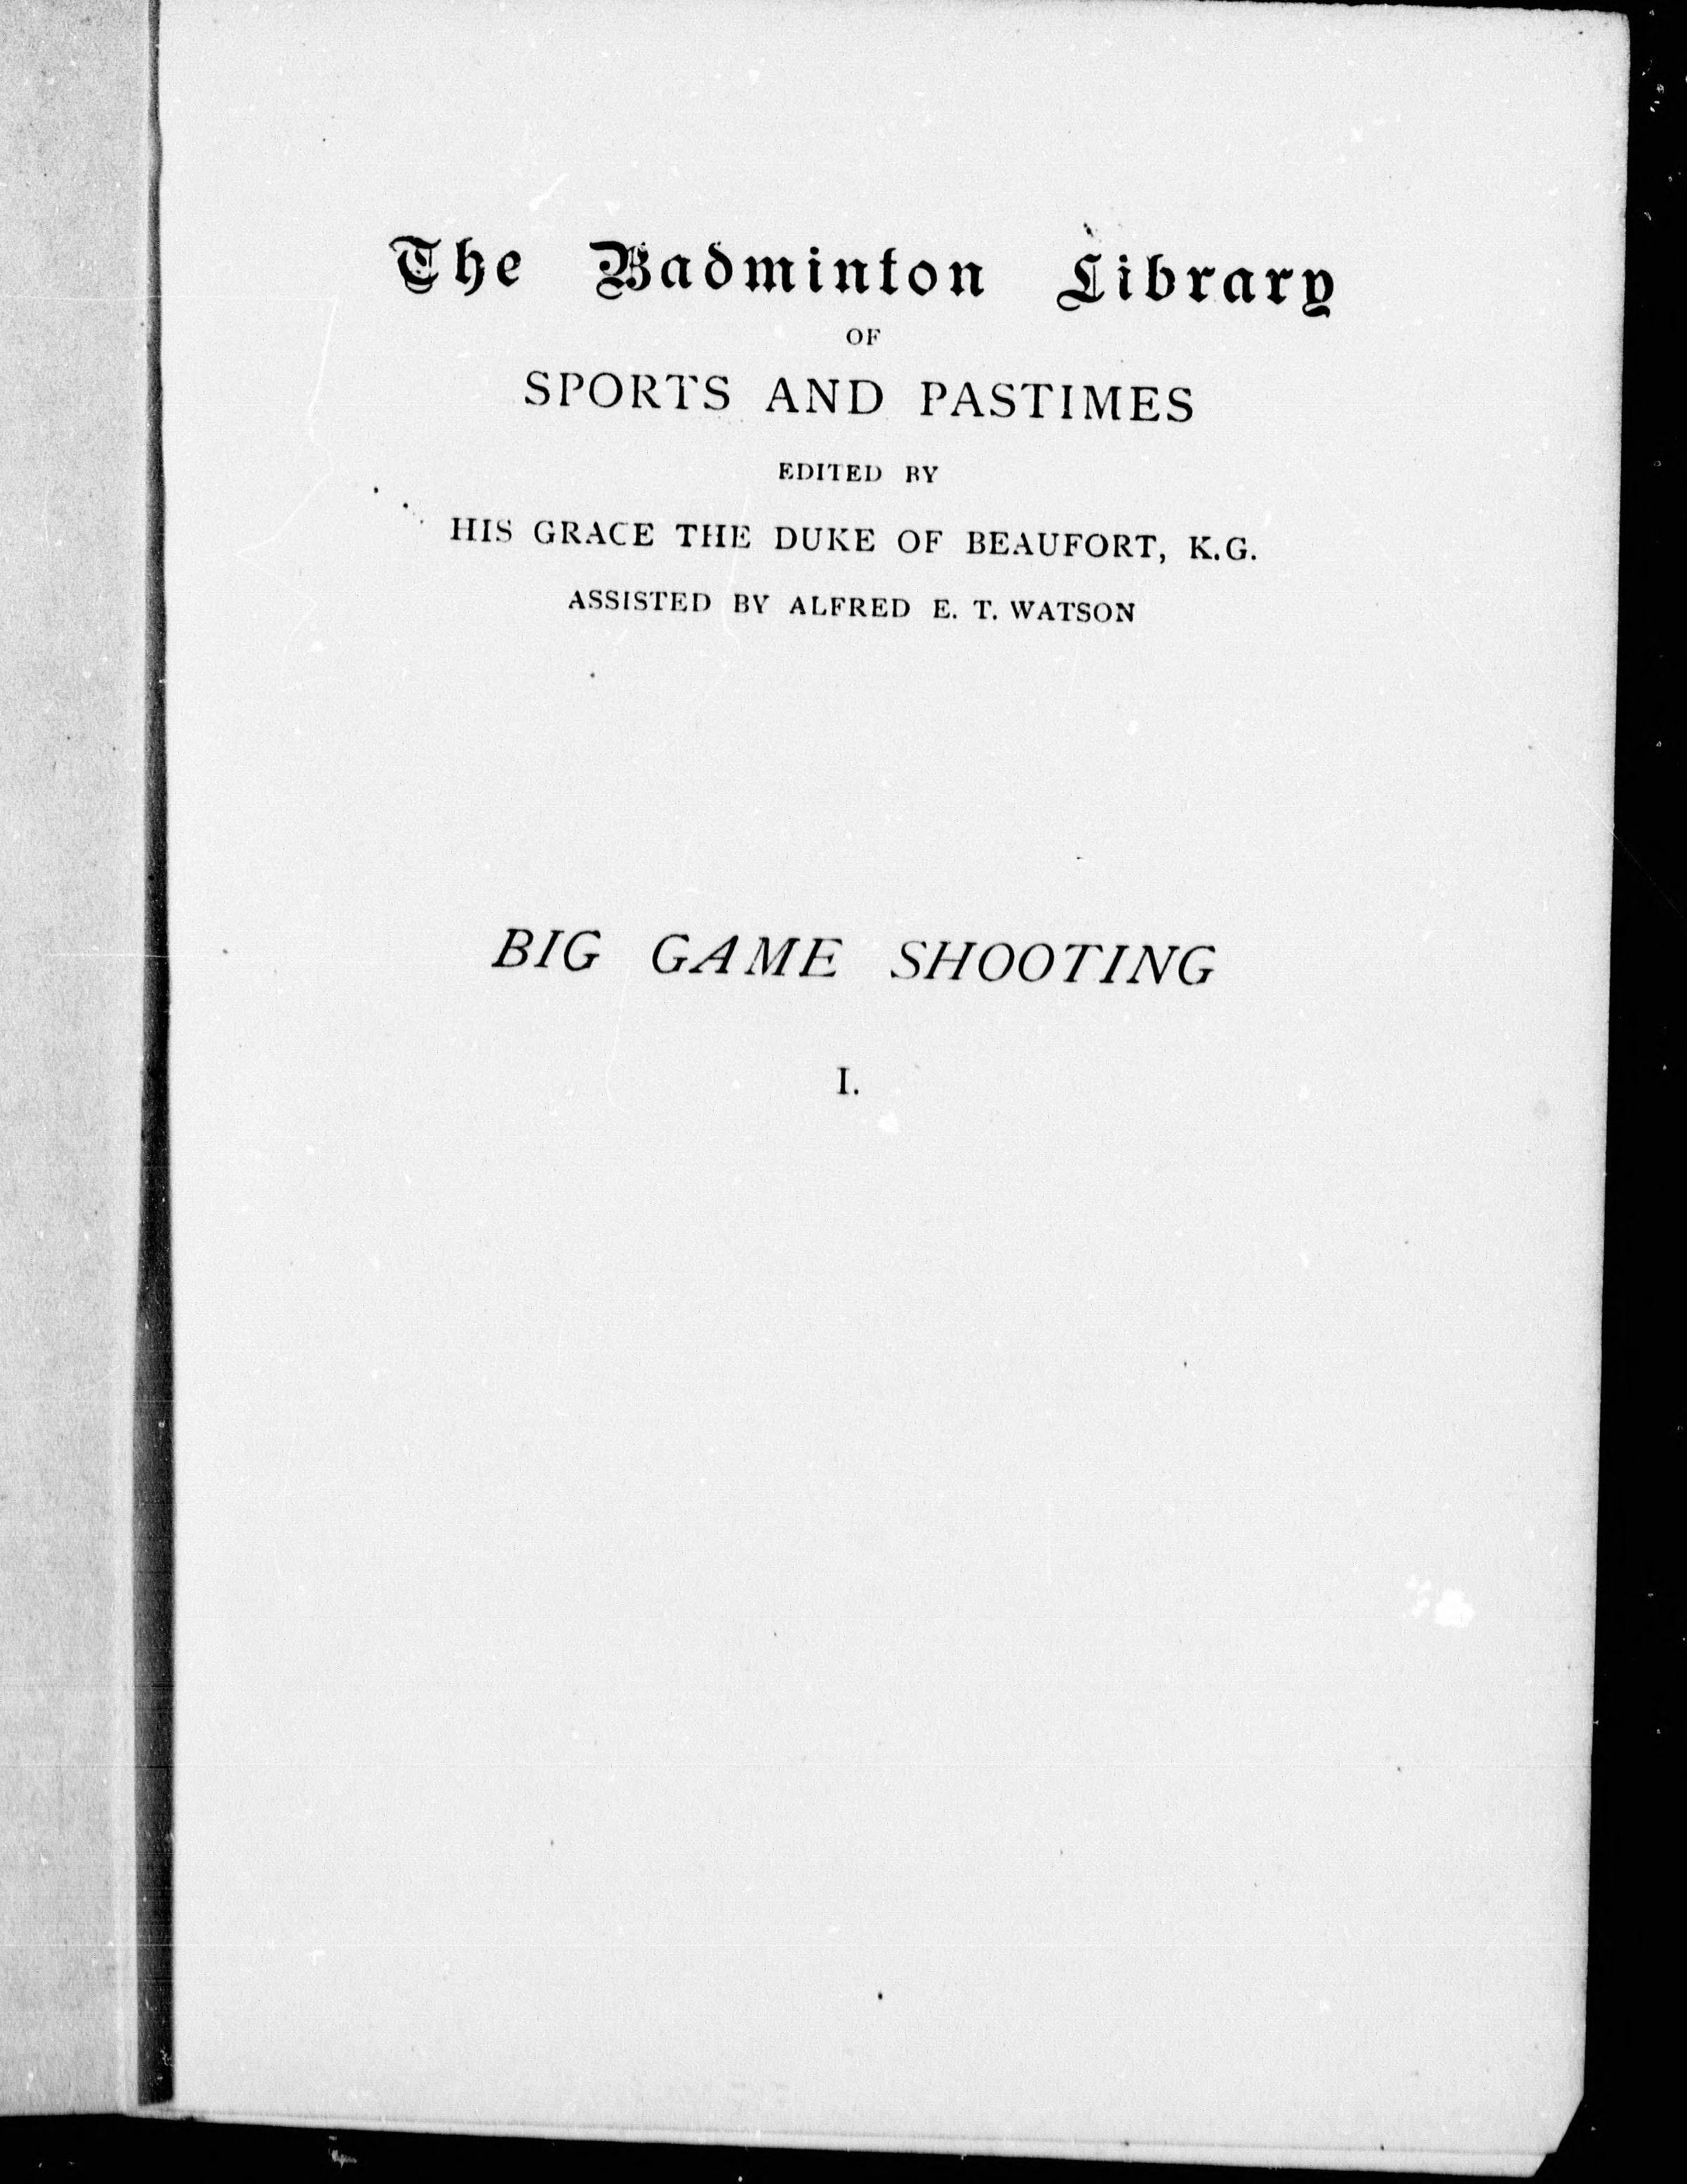 The Badminton Library
OF
SPORTS AND PASTIMES
EDITED BY
HIS GRACE THE DUKE OF BEAUFORT, K.G.
ASSISTED BY ALFRED E. T. WATSON
BIG GAME SHOOTING
I.